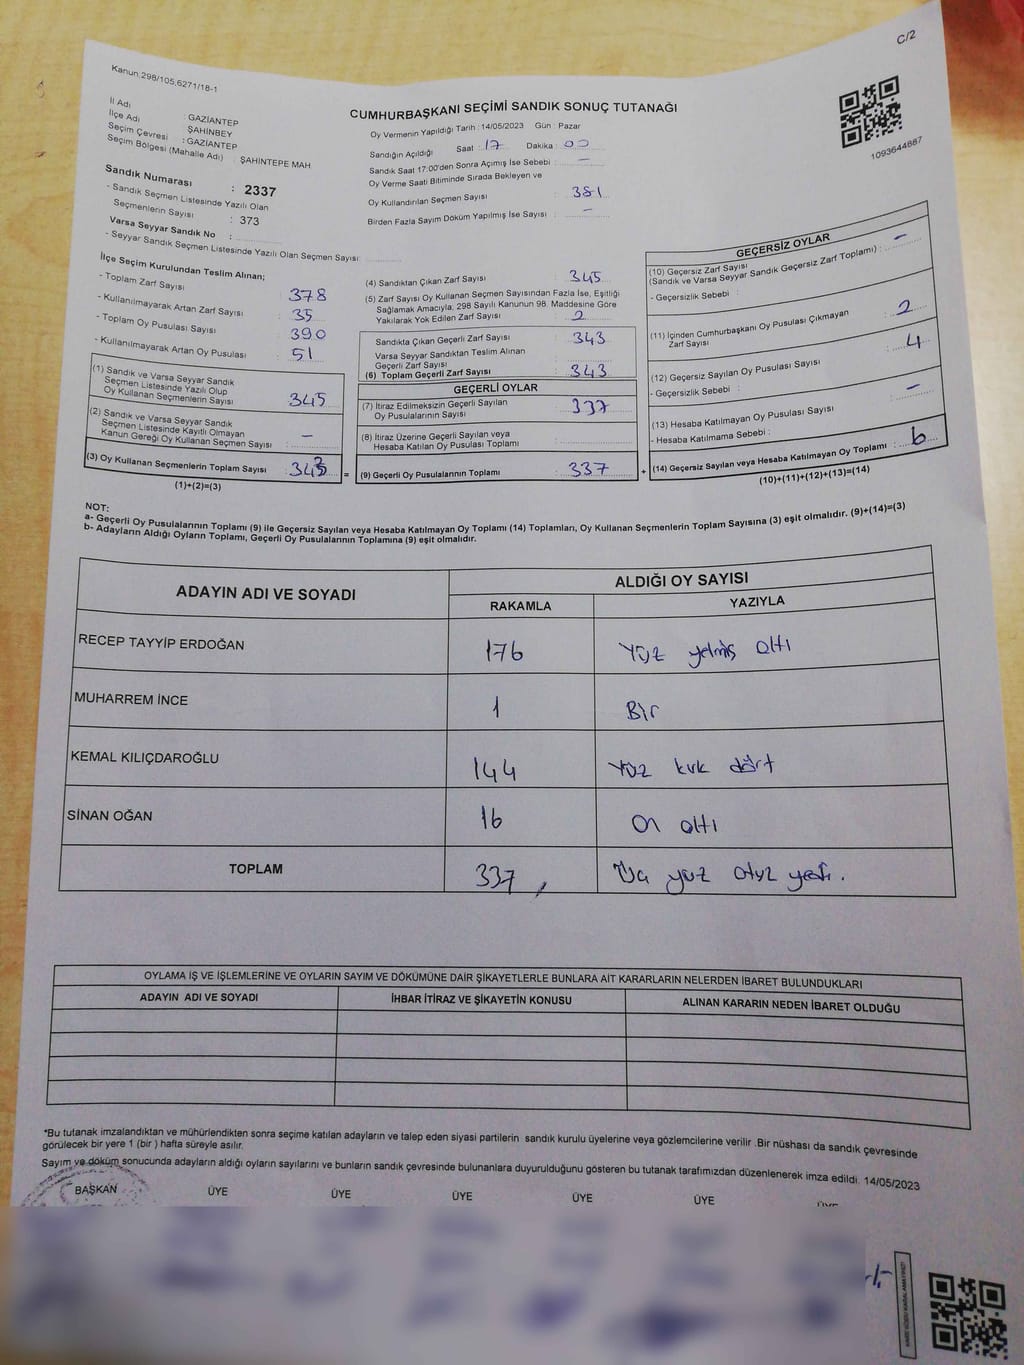 C/2
Kanun:298/105,6271/18-1
CUMHURBAŞKANI SEÇİMİ SANDIK SONUÇ TUTANAĞI
1093644887
İl Adı : GAZIANTEP
İlçe Adı : ŞAHİNBEY
Seçim Çevresi : GAZIANTEP
Seçim Bölgesi (Mahalle Adı) : ŞAHİNTEPE MAH
Sandık Numarası : 2337
- Sandık Seçmen Listesinde Yazılı Olan
Seçmenlerin Sayısı : 373
Varsa Seyyar Sandık No :
- Seyyar Sandık Seçmen Listesinde Yazılı Olan Seçmen Sayısı:
Oy Vermenin Yapıldığı Tarih : 14/05/2023 Gün : Pazar
Sandığın Açıldığı Saat : 17 Dakika : 00
Sandık Saat 17:00'den Sonra Açımış İse Sebebi : —
Oy Verme Saati Bitiminde Sırada Bekleyen ve
Oy Kullandırılan Seçmen Sayısı : 381
Birden Fazla Sayım Döküm Yapılmış İse Sayısı : —
İlçe Seçim Kurulundan Teslim Alınan;
- Toplam Zarf Sayısı : 378
- Kullanılmayarak Artan Zarf Sayısı : 35
- Toplam Oy Pusulası Sayısı : 390
- Kullanılmayarak Artan Oy Pusulası : 51
(1) Sandık ve Varsa Seyyar Sandık
Seçmen Listesinde Yazılı Olup
Oy Kullanan Seçmenlerin Sayısı : 345
(2) Sandık ve Varsa Seyyar Sandık
Seçmen Listesinde Kayıtlı Olmayan
Kanun Gereği Oy Kullanan Seçmen Sayısı : —
(3) Oy Kullanan Seçmenlerin Toplam Sayısı : 343 =
(1)+(2)=(3)
(4) Sandıktan Çıkan Zarf Sayısı : 345
(5) Zarf Sayısı Oy Kullanan Seçmen Sayısından Fazla İse, Eşitliği
Sağlamak Amacıyla, 298 Sayılı Kanunun 98. Maddesine Göre
Yakılarak Yok Edilen Zarf Sayısı : 2
Sandıkta Çıkan Geçerli Zarf Sayısı : 343
Varsa Seyyar Sandıktan Teslim Alınan
Geçerli Zarf Sayısı :
(6) Toplam Geçerli Zarf Sayısı : 343
GEÇERLİ OYLAR
(7) İtiraz Edilmeksizin Geçerli Sayılan
Oy Pusulalarının Sayısı : 337
(8) İtiraz Üzerine Geçerli Sayılan veya
Hesaba Katılan Oy Pusulası Toplamı :
(9) Geçerli Oy Pusulalarının Toplamı : 337 +
GEÇERSİZ OYLAR
(10) Geçersiz Zarf Sayısı
(Sandık ve Varsa Seyyar Sandık Geçersiz Zarf Toplamı) : —
- Geçersizlik Sebebi :
(11) İçinden Cumhurbaşkanı Oy Pusulası Çıkmayan
Zarf Sayısı : 2
(12) Geçersiz Sayılan Oy Pusulası Sayısı : 4
- Geçersizlik Sebebi :
(13) Hesaba Katılmayan Oy Pusulası Sayısı : —
- Hesaba Katılmama Sebebi :
(14) Geçersiz Sayılan veya Hesaba Katılmayan Oy Toplamı : 6
(10)+(11)+(12)+(13)=(14)
NOT:
a- Geçerli Oy Pusulalarının Toplamı (9) ile Geçersiz Sayılan veya Hesaba Katılmayan Oy Toplamı (14) Toplamları, Oy Kullanan Seçmenlerin Toplam Sayısına (3) eşit olmalıdır. (9)+(14)=(3)
b- Adayların Aldığı Oyların Toplamı, Geçerli Oy Pusulalarının Toplamına (9) eşit olmalıdır.
ADAYIN ADI VE SOYADI ALDIĞI OY SAYISI
RAKAMLA YAZIYLA
RECEP TAYYİP ERDOĞAN 176 Yüz yetmiş altı
MUHARREM İNCE 1 Bir
KEMAL KILIÇDAROĞLU 144 Yüz kırk dört
SİNAN OĞAN 16 On altı
TOPLAM 337 Üç yüz otuz yedi.
OYLAMA İŞ VE İŞLEMLERİNE VE OYLARIN SAYIM VE DÖKÜMÜNE DAİR ŞİKAYETLERLE BUNLARA AİT KARARLARIN NELERDEN İBARET BULUNDUKLARI
ADAYIN ADI VE SOYADI İHBAR İTİRAZ VE ŞİKAYETİN KONUSU ALINAN KARARIN NEDEN İBARET OLDUĞU
*Bu tutanak imzalandıktan ve mühürlendikten sonra seçime katılan adayların ve talep eden siyasi partilerin sandık kurulu üyelerine veya gözlemcilerine verilir .Bir nüshası da sandık çevresinde
görülecek bir yere 1 (bir ) hafta süreyle asılır.
Sayım ve döküm sonucunda adayların aldığı oyların sayılarını ve bunların sandık çevresinde bulunanlara duyurulduğunu gösteren bu tutanak tarafımızdan düzenlenerek imza edildi. 14/05/2023
BAŞKAN ÜYE ÜYE ÜYE ÜYE ÜYE ÜYE